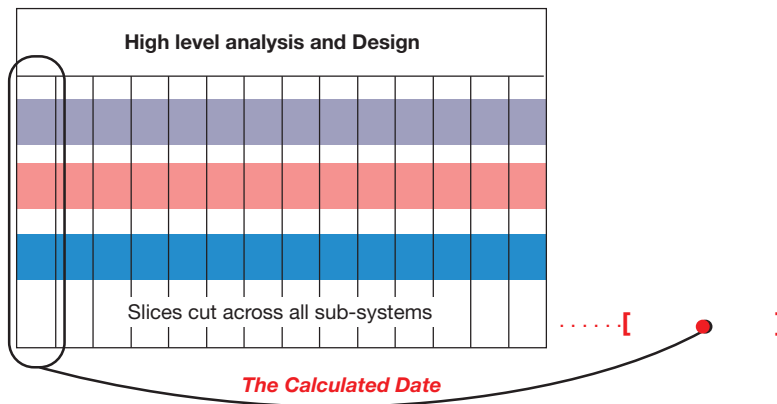 High level analysis and Design
Slices cut across all sub-systems
......[ ]
The Calculated Date